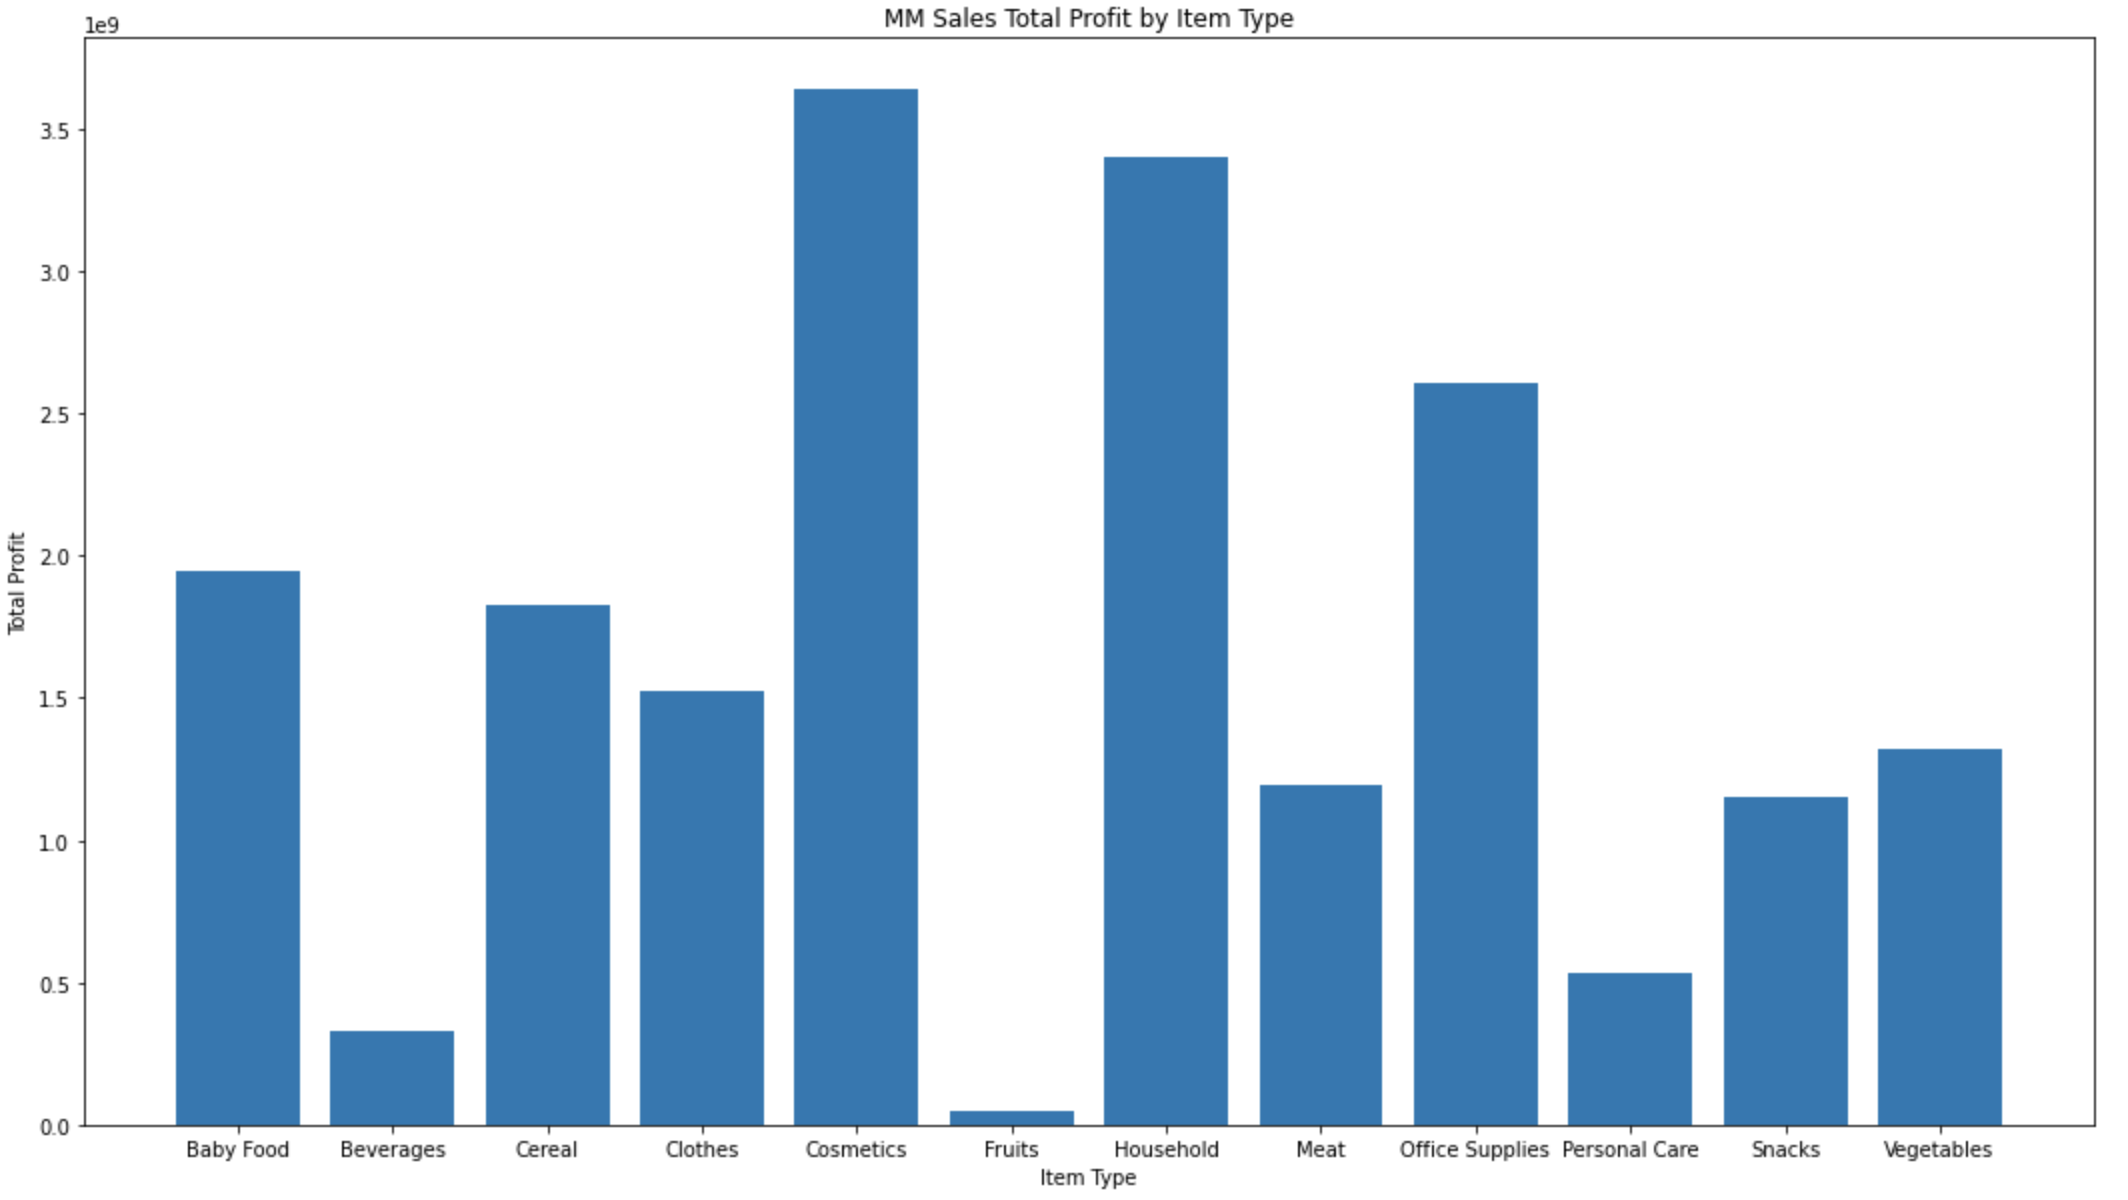 MM Sales Total Profit by Item Type
1e9
3.5
3.0
2.5
2.0
1.5
1.0
0.5
0.0
Total Profit
Baby Food Beverages Cereal Clothes Cosmetics Fruits Household Meat Office Supplies Personal Care Snacks Vegetables
Item Type